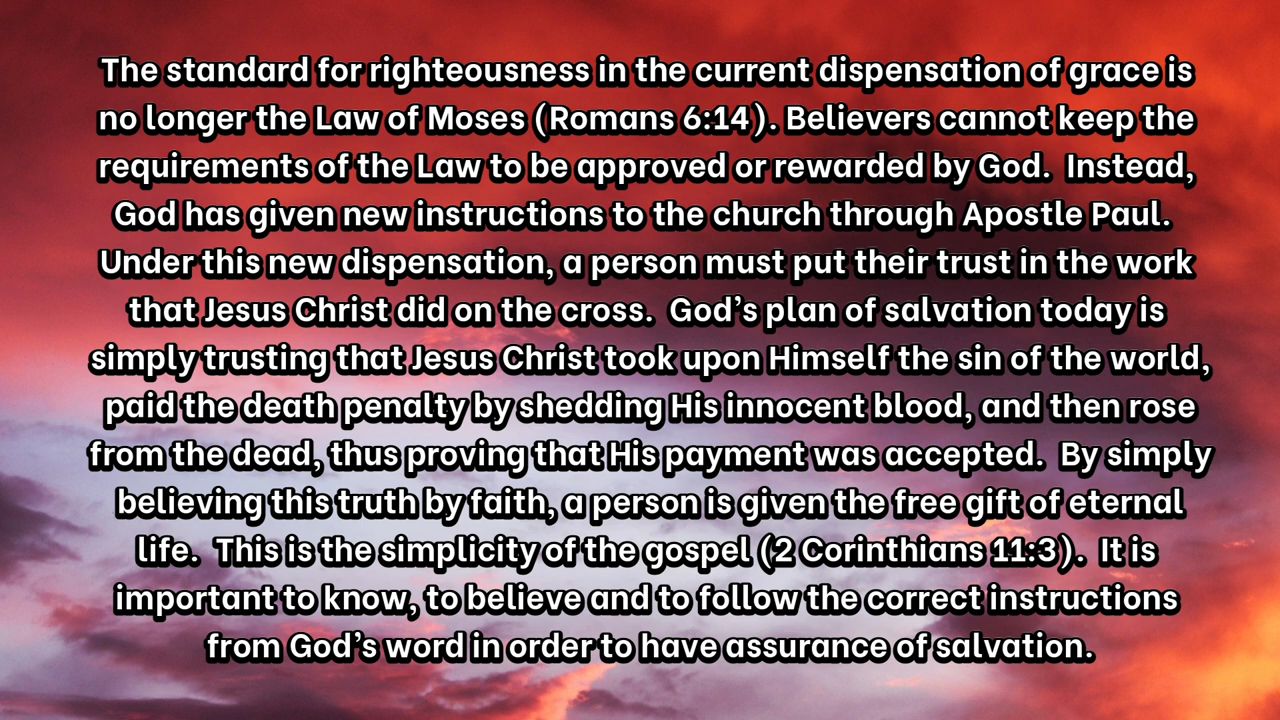 The standard for righteousness in the current dispensation of grace is
no longer the Law of Moses (Romans 6:14). Believers cannot keep the
requirements of the Law to be approved or rewarded by God.  Instead,
God has given new instructions to the church through Apostle Paul.
Under this new dispensation, a person must put their trust in the work
that Jesus Christ did on the cross.  God’s plan of salvation today is
simply trusting that Jesus Christ took upon Himself the sin of the world,
paid the death penalty by shedding His innocent blood, and then rose
from the dead, thus proving that His payment was accepted.  By simply
believing this truth by faith, a person is given the free gift of eternal
life.  This is the simplicity of the gospel (2 Corinthians 11:3).  It is
important to know, to believe and to follow the correct instructions
from God’s word in order to have assurance of salvation.